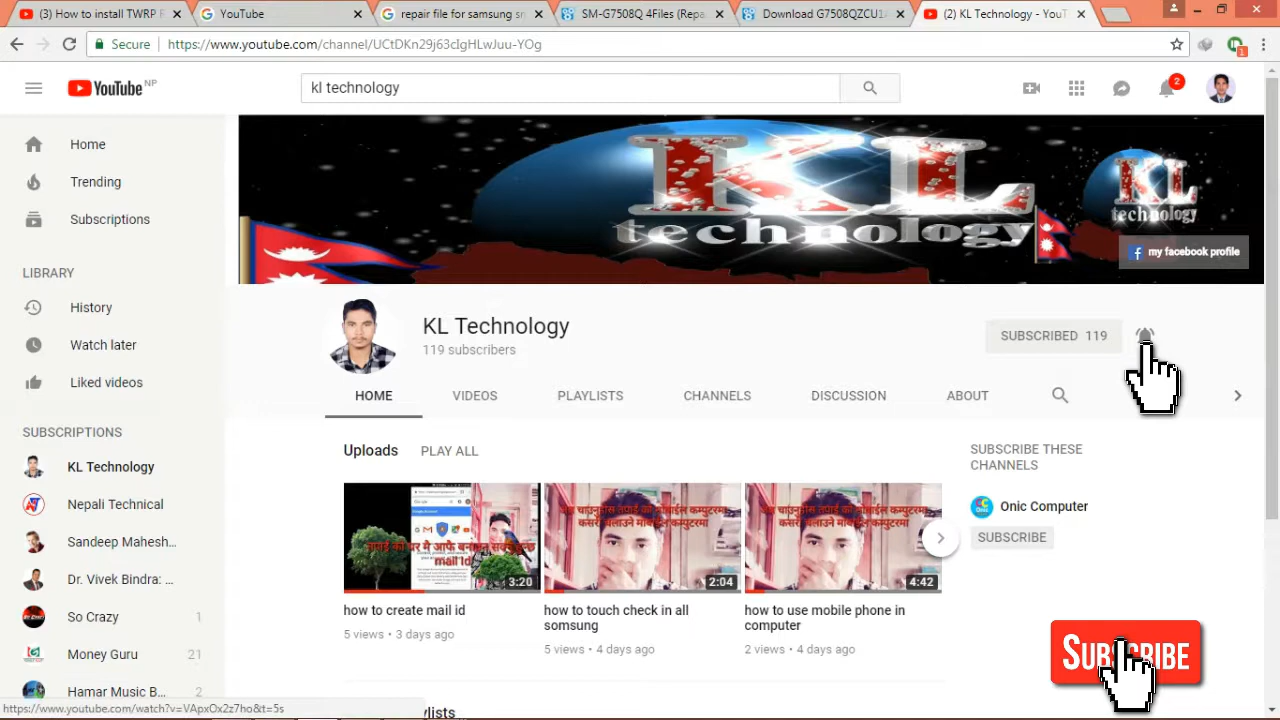 (3) How to install TWRP R
YouTube
repair file for samsung sn
SM-G7508Q 4Files (Repa
Download G7508QZCU1A
(2) KL Technology - YouT
Secure
https://www.youtube.com/channel/UCtDKn29j63cIgHLwJuu-YOg
1
YouTube NP
kl technology
2
Home
Trending
Subscriptions
LIBRARY
History
Watch later
Liked videos
SUBSCRIPTIONS
KL Technology
Nepali Technical
Sandeep Mahesh...
Dr. Vivek Bindra: ...
So Crazy 1
Money Guru 21
Hamar Music B... 2
KL
technology
KL
technology
my facebook profile
KL Technology
119 subscribers
SUBSCRIBED 119
HOME VIDEOS PLAYLISTS CHANNELS DISCUSSION ABOUT
Uploads PLAY ALL
3:20
2:04
4:42
how to create mail id
5 views • 3 days ago
how to touch check in all
somsung
5 views • 4 days ago
how to use mobile phone in
computer
2 views • 4 days ago
SUBSCRIBE THESE
CHANNELS
Onic Computer
SUBSCRIBE
SUBSCRIBE
https://www.youtube.com/watch?v=VApxOx2z7ho&t=5s